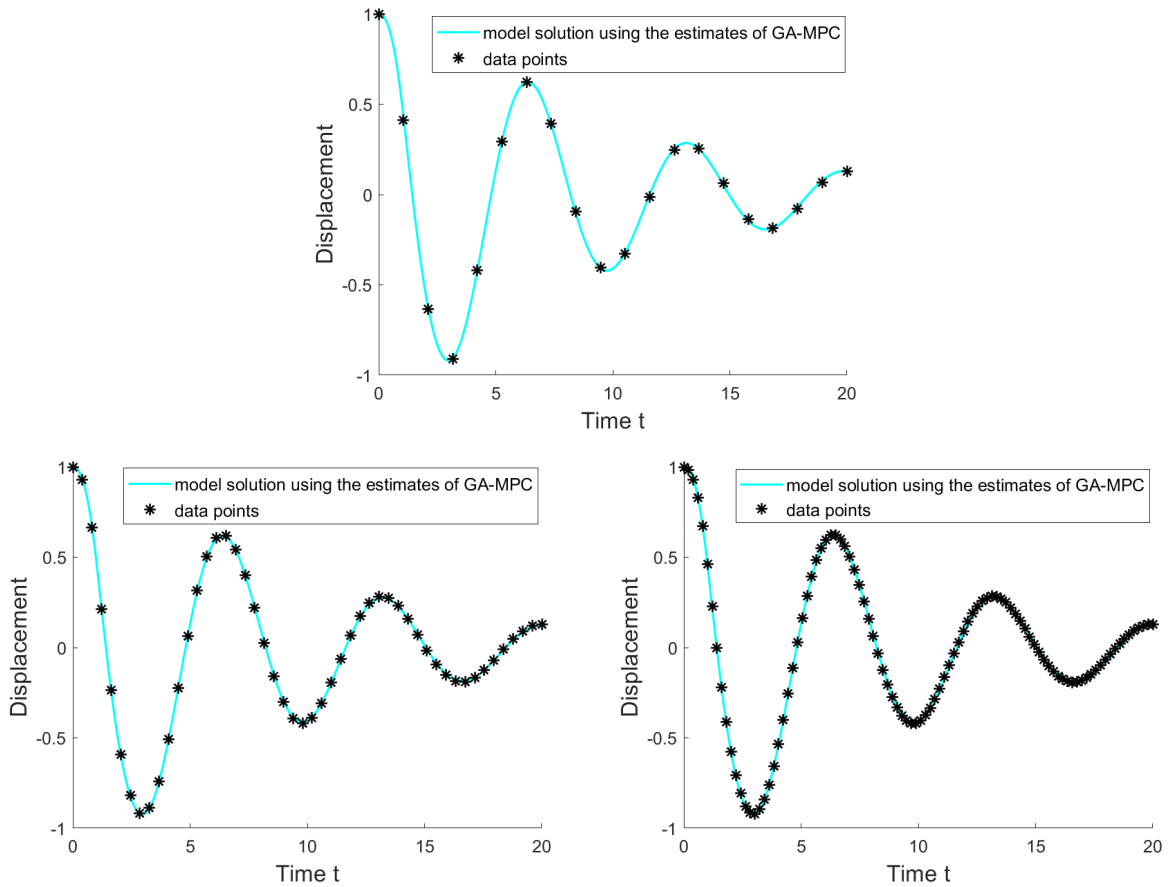 model solution using the estimates of GA-MPC
data points
1
0.5
0
-0.5
-1
Displacement
0 5 10 15 20
Time t
model solution using the estimates of GA-MPC
data points
1
0.5
0
-0.5
-1
Displacement
0 5 10 15 20
Time t
model solution using the estimates of GA-MPC
data points
1
0.5
0
-0.5
-1
Displacement
0 5 10 15 20
Time t